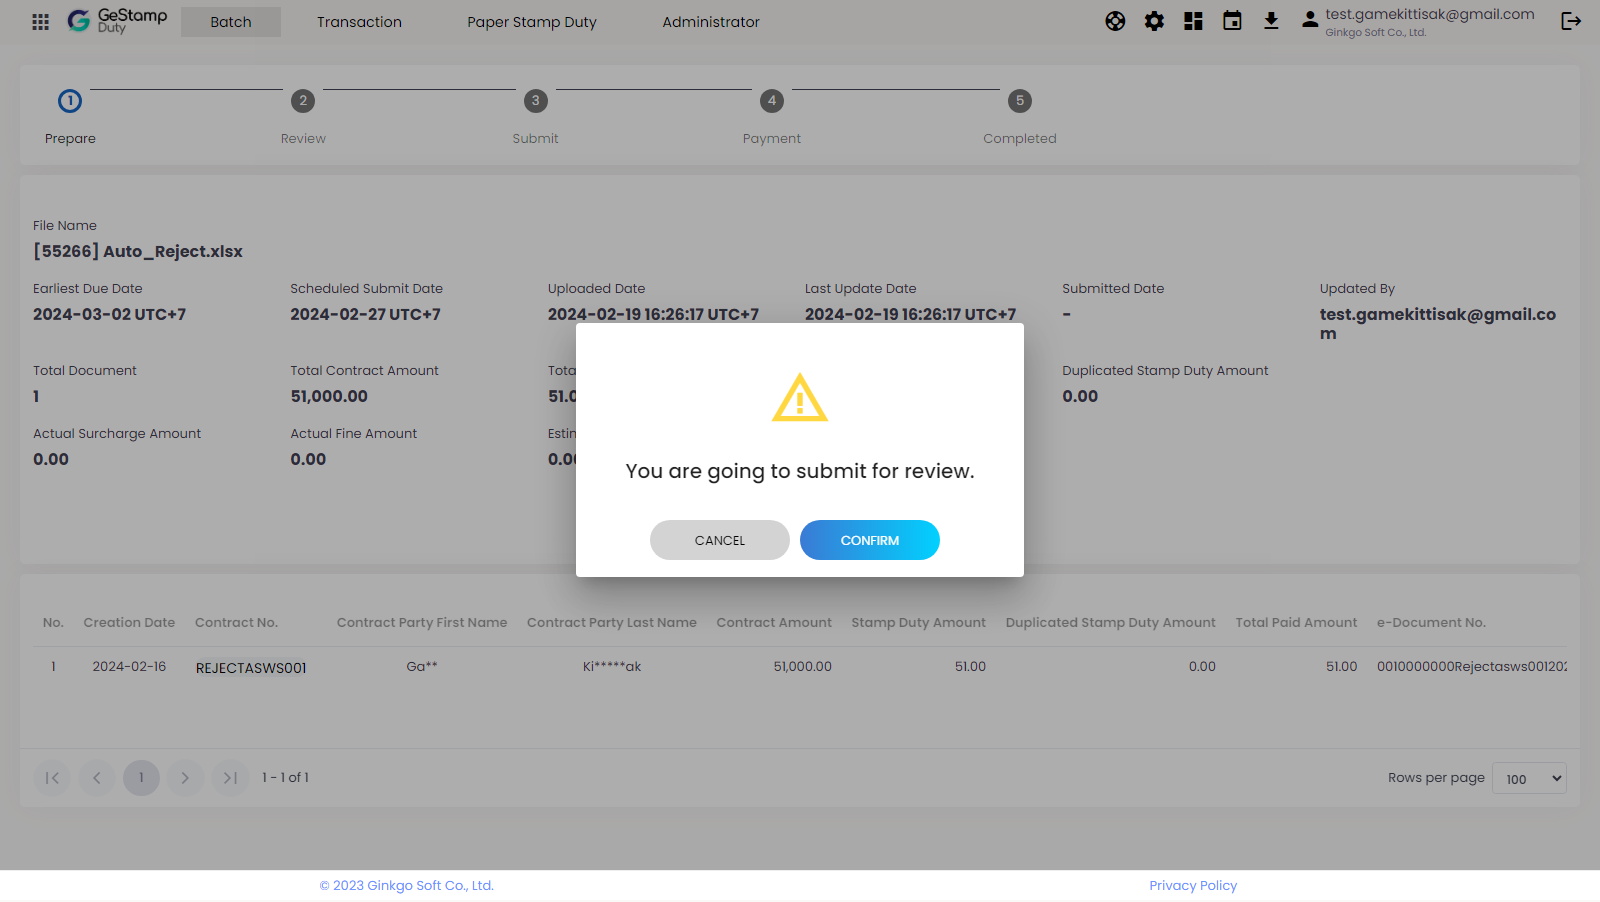 GeStamp
Duty
Batch
Transaction
Paper Stamp Duty
Administrator
test.gamekittisak@gmail.com
Ginkgo Soft Co., Ltd.
1
2
3
4
5
Prepare
Review
Submit
Payment
Completed
File Name
[55266] Auto_Reject.xlsx
Earliest Due Date
Scheduled Submit Date
Uploaded Date
Last Update Date
Submitted Date
Updated By
2024-03-02 UTC+7
2024-02-27 UTC+7
2024-02-19 16:26:17 UTC+7
2024-02-19 16:26:17 UTC+7
-
test.gamekittisak@gmail.co
m
Total Document
Total Contract Amount
Duplicated Stamp Duty Amount
1
51,000.00
0.00
Actual Surcharge Amount
Actual Fine Amount
0.00
0.00
You are going to submit for review.
CANCEL
CONFIRM
No.
Creation Date
Contract No.
Contract Party First Name
Contract Party Last Name
Contract Amount
Stamp Duty Amount
Duplicated Stamp Duty Amount
Total Paid Amount
e-Document No.
1
2024-02-16
REJECTASWS001
Ga**
Ki*****ak
51,000.00
51.00
0.00
51.00
0010000000Rejectasws001202
1
1 - 1 of 1
Rows per page
100
© 2023 Ginkgo Soft Co., Ltd.
Privacy Policy